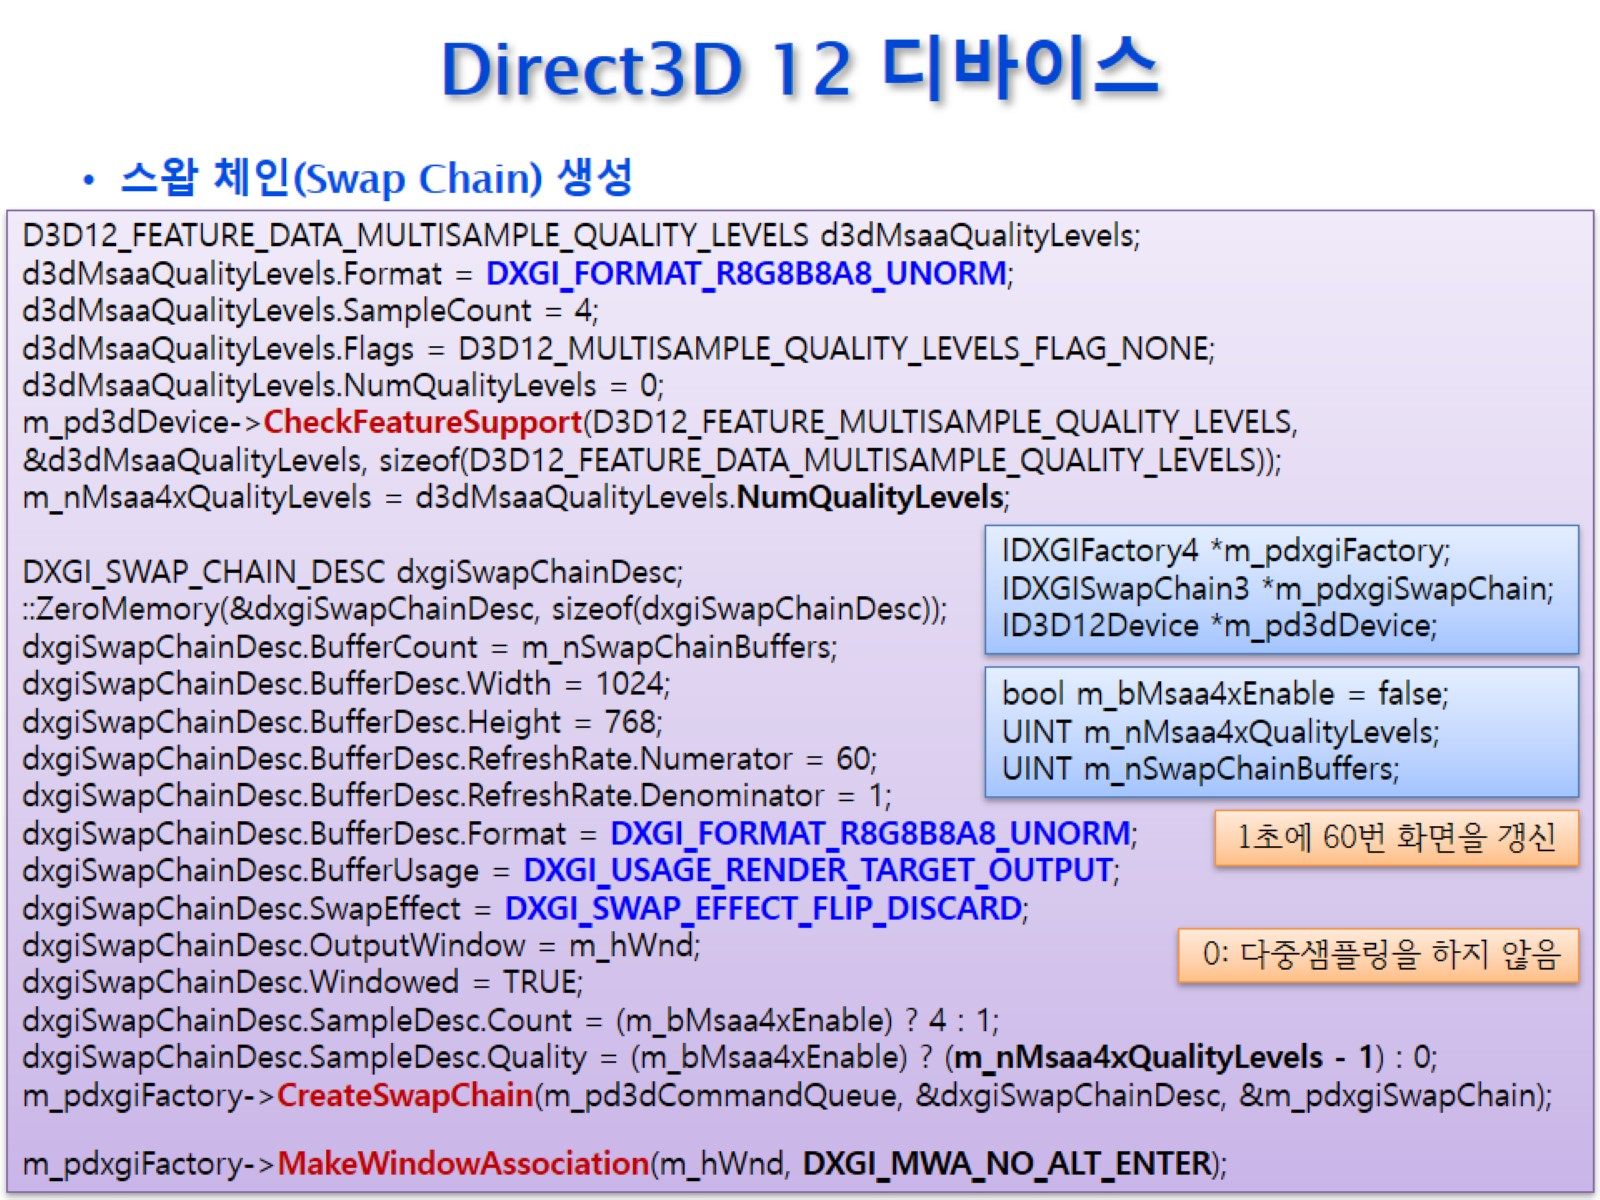 Direct3D 12 디바이스
• 스왑 체인(Swap Chain) 생성
D3D12_FEATURE_DATA_MULTISAMPLE_QUALITY_LEVELS d3dMsaaQualityLevels;
d3dMsaaQualityLevels.Format = DXGI_FORMAT_R8G8B8A8_UNORM;
d3dMsaaQualityLevels.SampleCount = 4;
d3dMsaaQualityLevels.Flags = D3D12_MULTISAMPLE_QUALITY_LEVELS_FLAG_NONE;
d3dMsaaQualityLevels.NumQualityLevels = 0;
m_pd3dDevice->CheckFeatureSupport(D3D12_FEATURE_MULTISAMPLE_QUALITY_LEVELS,
&d3dMsaaQualityLevels, sizeof(D3D12_FEATURE_DATA_MULTISAMPLE_QUALITY_LEVELS));
m_nMsaa4xQualityLevels = d3dMsaaQualityLevels.NumQualityLevels;
DXGI_SWAP_CHAIN_DESC dxgiSwapChainDesc;
::ZeroMemory(&dxgiSwapChainDesc, sizeof(dxgiSwapChainDesc));
dxgiSwapChainDesc.BufferCount = m_nSwapChainBuffers;
dxgiSwapChainDesc.BufferDesc.Width = 1024;
dxgiSwapChainDesc.BufferDesc.Height = 768;
dxgiSwapChainDesc.BufferDesc.RefreshRate.Numerator = 60;
dxgiSwapChainDesc.BufferDesc.RefreshRate.Denominator = 1;
dxgiSwapChainDesc.BufferDesc.Format = DXGI_FORMAT_R8G8B8A8_UNORM;
dxgiSwapChainDesc.BufferUsage = DXGI_USAGE_RENDER_TARGET_OUTPUT;
dxgiSwapChainDesc.SwapEffect = DXGI_SWAP_EFFECT_FLIP_DISCARD;
dxgiSwapChainDesc.OutputWindow = m_hWnd;
dxgiSwapChainDesc.Windowed = TRUE;
dxgiSwapChainDesc.SampleDesc.Count = (m_bMsaa4xEnable) ? 4 : 1;
dxgiSwapChainDesc.SampleDesc.Quality = (m_bMsaa4xEnable) ? (m_nMsaa4xQualityLevels - 1) : 0;
m_pdxgiFactory->CreateSwapChain(m_pd3dCommandQueue, &dxgiSwapChainDesc, &m_pdxgiSwapChain);
m_pdxgiFactory->MakeWindowAssociation(m_hWnd, DXGI_MWA_NO_ALT_ENTER);
IDXGIFactory4 *m_pdxgiFactory;
IDXGISwapChain3 *m_pdxgiSwapChain;
ID3D12Device *m_pd3dDevice;
bool m_bMsaa4xEnable = false;
UINT m_nMsaa4xQualityLevels;
UINT m_nSwapChainBuffers;
1초에 60번 화면을 갱신
0: 다중샘플링을 하지 않음